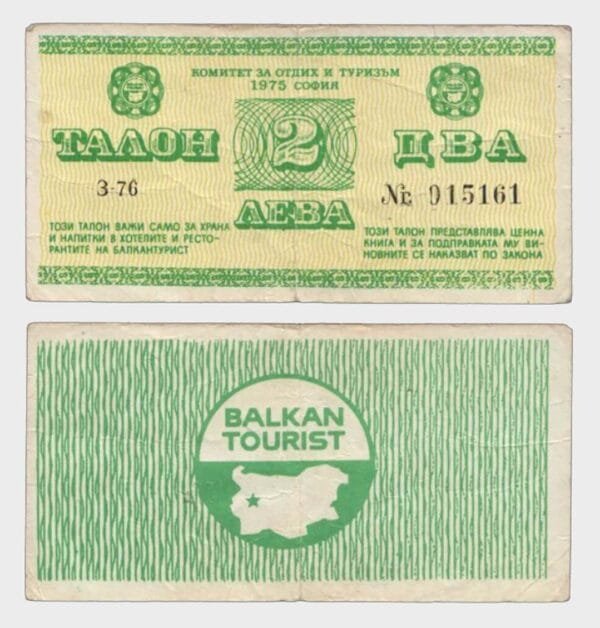 КОМИТЕТ ЗА ОТДИХ И ТУРИЗЪМ
1975 СОФИЯ
ТАЛОН
2
ДВА
З-76
№ 015161
ЛЕВА
ТОЗИ ТАЛОН ВАЖИ САМО ЗА ХРАНА
И НАПИТКИ В ХОТЕЛИТЕ И РЕСТО-
РАНТИТЕ НА БАЛКАНТУРИСТ
ТОЗИ ТАЛОН ПРЕДСТАВЛЯВА ЦЕННА
КНИГА И ЗА ПОДПРАВКАТА МУ ВИ-
НОВНИТЕ СЕ НАКАЗВАТ ПО ЗАКОНА
BALKAN
TOURIST